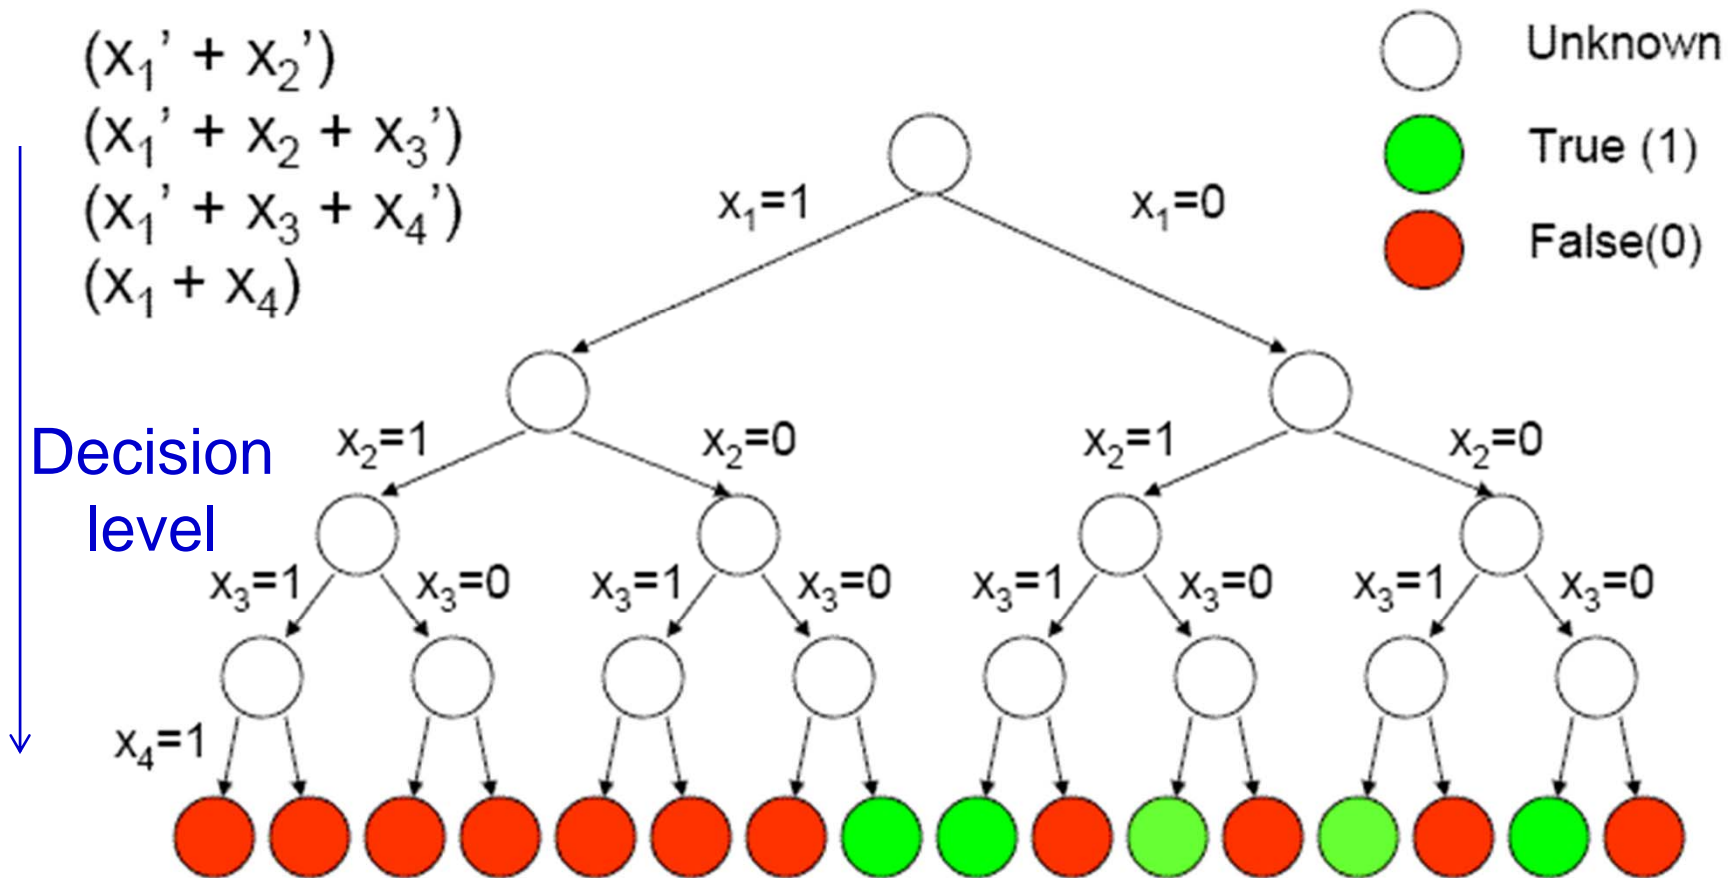 (x₁’ + x₂’)
(x₁’ + x₂ + x₃’)
(x₁’ + x₃ + x₄’)
(x₁ + x₄)
Unknown
True (1)
False(0)
Decision
level
x₁=1
x₁=0
x₂=1
x₂=0
x₂=1
x₂=0
x₃=1
x₃=0
x₃=1
x₃=0
x₃=1
x₃=0
x₃=1
x₃=0
x₄=1